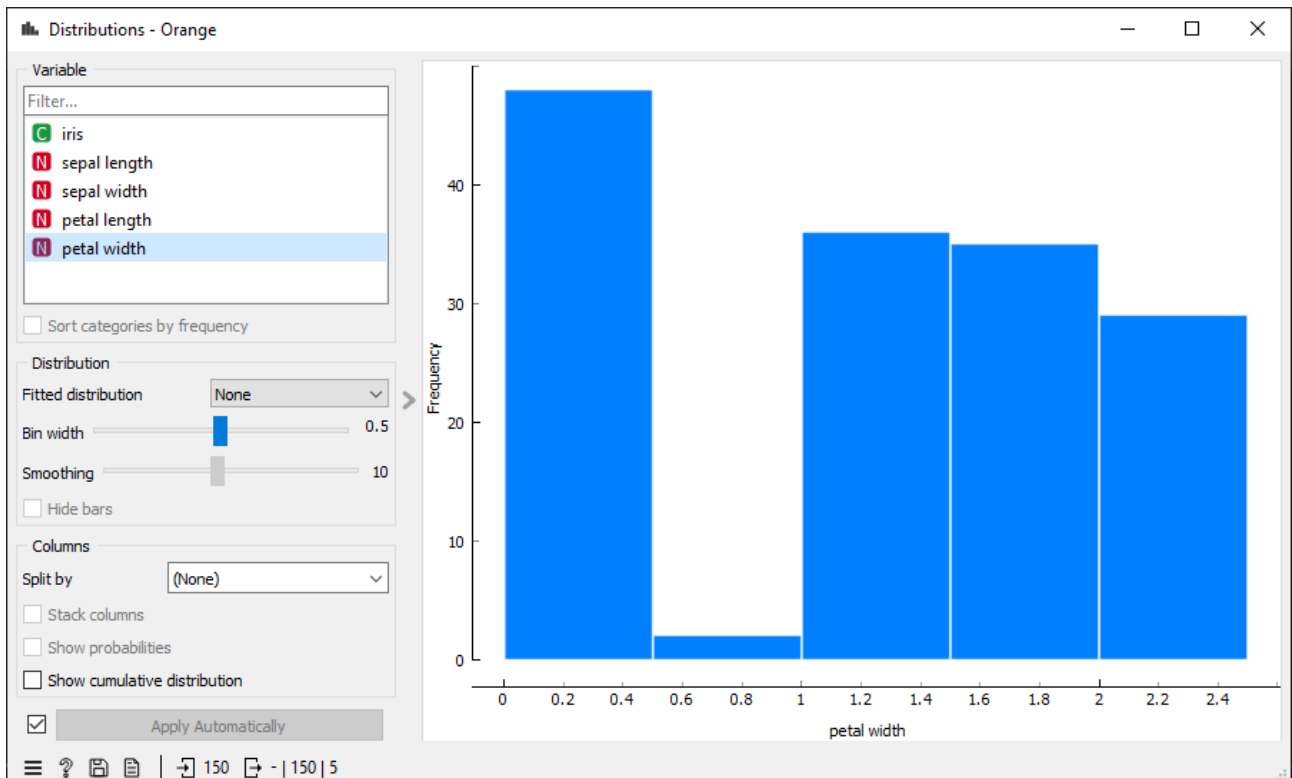 Distributions - Orange
Variable
Filter...
C iris
N sepal length
N sepal width
N petal length
N petal width
Sort categories by frequency
Distribution
Fitted distribution None
Bin width 0.5
Smoothing 10
Hide bars
Columns
Split by (None)
Stack columns
Show probabilities
Show cumulative distribution
Apply Automatically
? 150 - | 150 | 5
40
30
20
10
0
Frequency
0 0.2 0.4 0.6 0.8 1 1.2 1.4 1.6 1.8 2 2.2 2.4
petal width